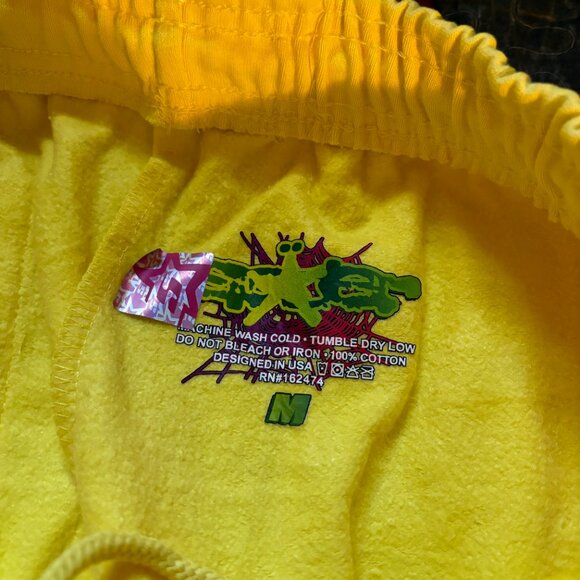 MACHINE WASH COLD • TUMBLE DRY LOW
DO NOT BLEACH OR IRON • 100% COTTON
DESIGNED IN USA
RN#162474
M